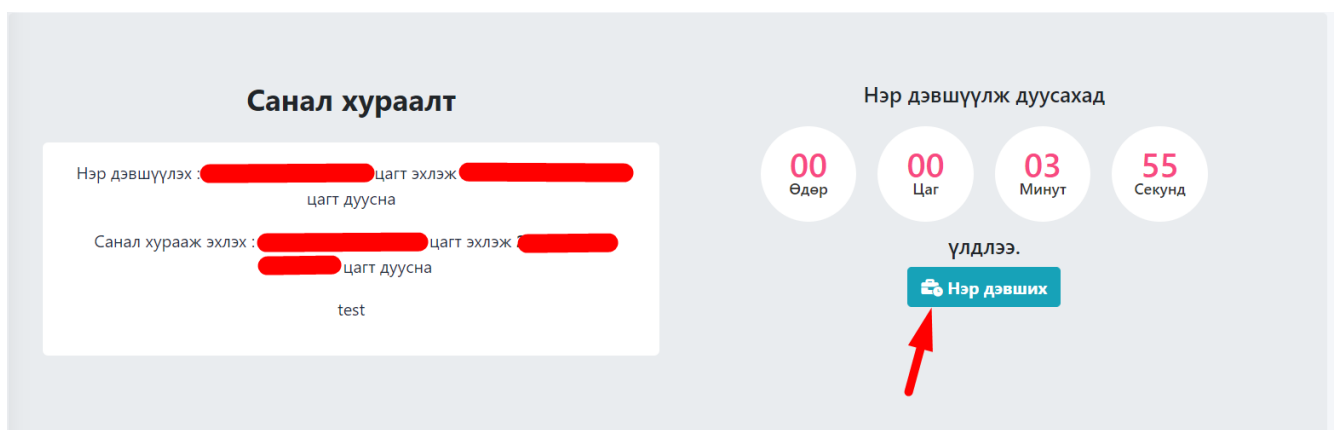 Санал хураалт
Нэр дэвшүүлэх : цагт эхлэж
цагт дуусна
Санал хурааж эхлэх : цагт эхлэж
цагт дуусна
test
Нэр дэвшүүлж дуусахад
00 00 03 55
Өдөр Цаг Минут Секунд
үлдлээ.
Нэр дэвших